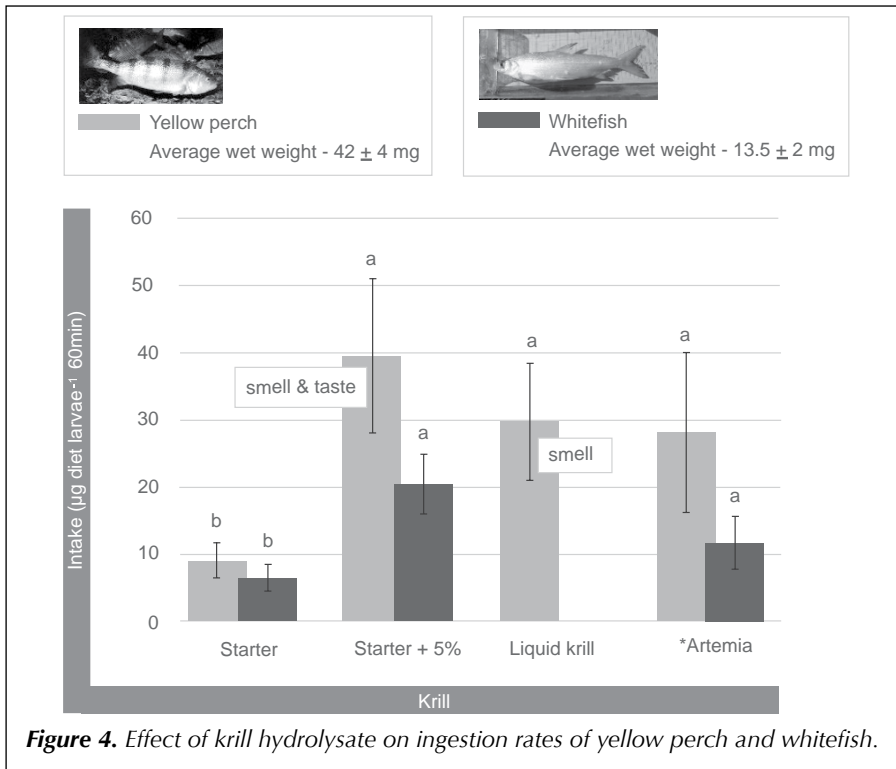 Yellow perch
Average wet weight - 42 ± 4 mg
Whitefish
Average wet weight - 13.5 ± 2 mg
Intake (µg diet larvae⁻¹ 60min)
60
50
40
30
20
10
0
b
b
a
a
a
a
a
smell & taste
smell
Starter
Starter + 5%
Liquid krill
*Artemia
Krill
Figure 4. Effect of krill hydrolysate on ingestion rates of yellow perch and whitefish.